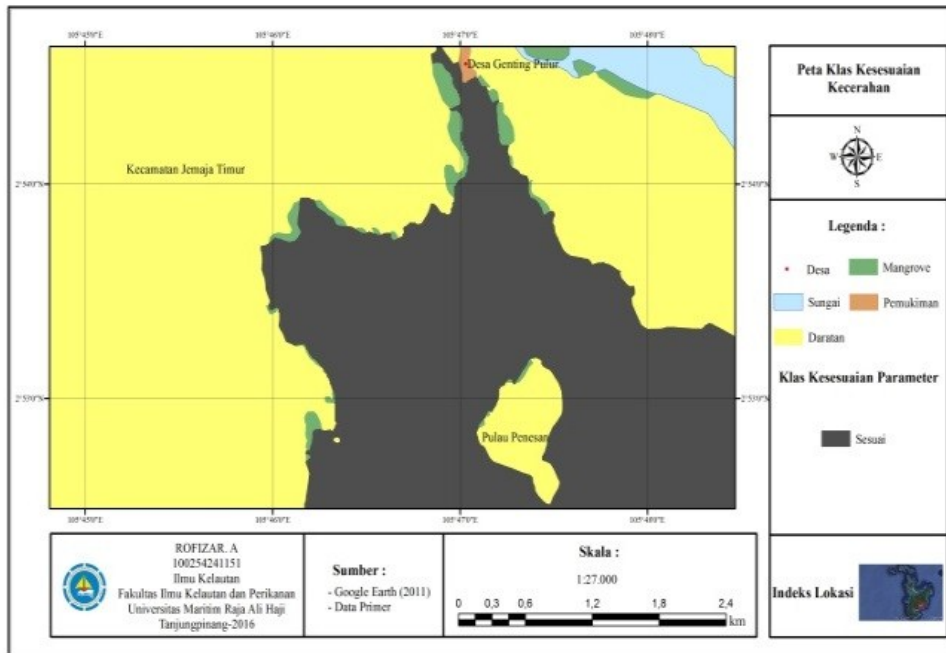 105°45'0"E
105°46'0"E
105°47'0"E
105°48'0"E
Desa Genting Pulur
Kecamatan Jemaja Timur
2°54'0"N
2°54'0"N
2°53'0"N
2°53'0"N
Pulau Penesan
105°45'0"E
105°46'0"E
105°47'0"E
105°48'0"E
Peta Klas Kesesuaian
Kecerahan
N
W
E
S
Legenda :
Desa
Mangrove
Sungai
Pemukiman
Daratan
Klas Kesesuaian Parameter
Sesuai
ROFIZAR. A
100254241151
Ilmu Kelautan
Fakultas Ilmu Kelautan dan Perikanan
Universitas Maritim Raja Ali Haji
Tanjungpinang-2016
Sumber :
- Google Earth (2011)
- Data Primer
Skala :
1:27.000
0 0,3 0,6 1,2 1,8 2,4
km
Indeks Lokasi